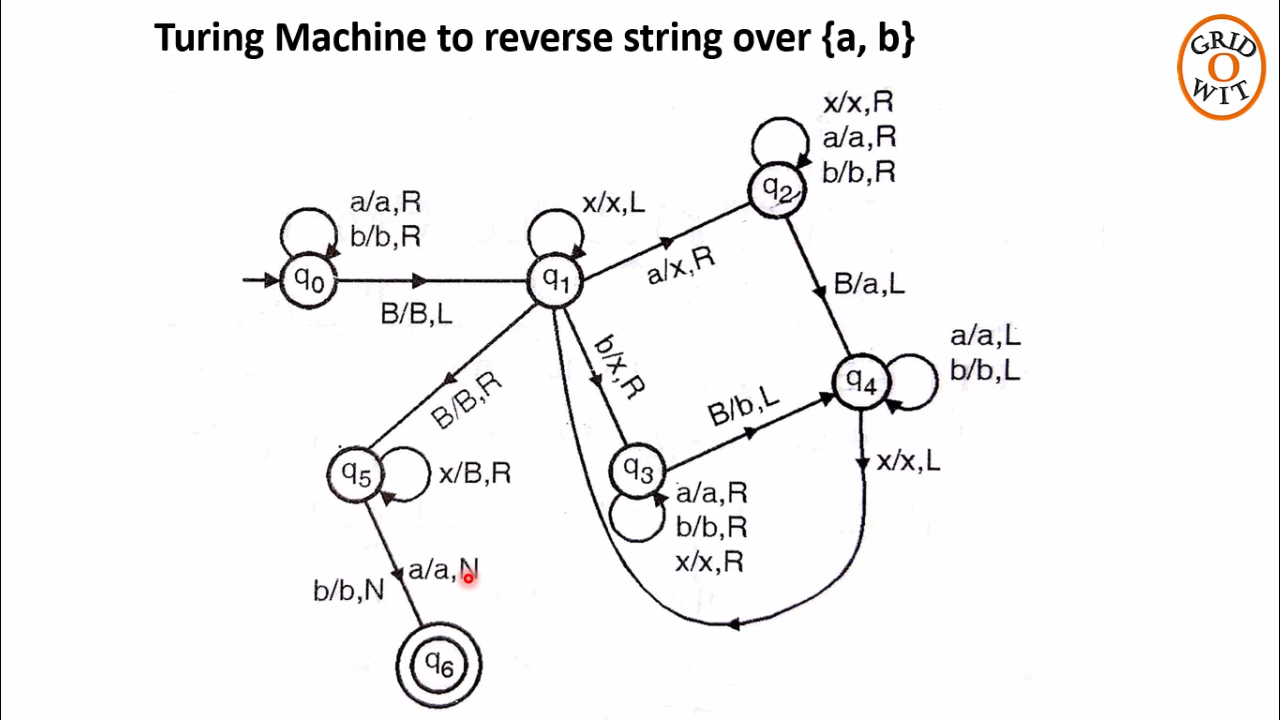 Turing Machine to reverse string over {a, b}
GRID
O
WIT
x/x,R
a/a,R
b/b,R
q2
a/a,R
b/b,R
x/x,L
q0
q1
a/x,R
B/B,L
B/a,L
b/x,R
a/a,L
b/b,L
q4
B/B,R
B/b,L
q5
x/B,R
q3
x/x,L
a/a,R
b/b,R
x/x,R
a/a,N
b/b,N
q6